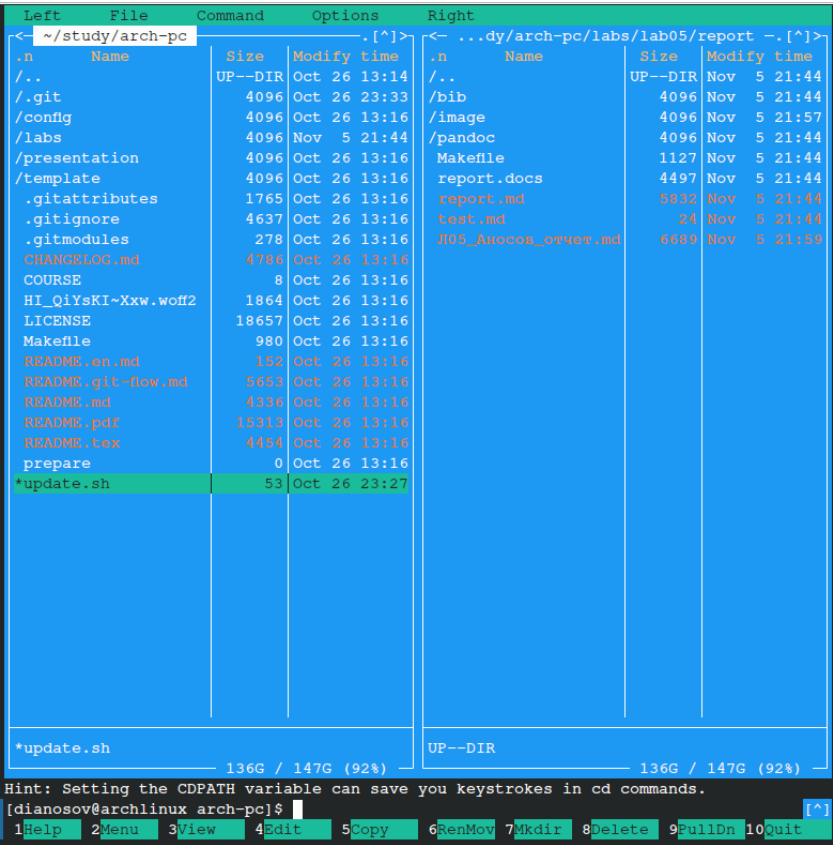 Left File Command Options Right
<— ~/study/arch-pc —.[^]>
.n Name Size Modify time
/.. UP--DIR Oct 26 13:14
/.git 4096 Oct 26 23:33
/config 4096 Oct 26 13:16
/labs 4096 Nov 5 21:44
/presentation 4096 Oct 26 13:16
/template 4096 Oct 26 13:16
.gitattributes 1765 Oct 26 13:16
.gitignore 4637 Oct 26 13:16
.gitmodules 278 Oct 26 13:16
CHANGELOG.md 4786 Oct 26 13:16
COURSE 8 Oct 26 13:16
HI_QiYsKI~Xxw.woff2 1864 Oct 26 13:16
LICENSE 18657 Oct 26 13:16
Makefile 980 Oct 26 13:16
README.en.md 152 Oct 26 13:16
README.git-flow.md 5653 Oct 26 13:16
README.md 4336 Oct 26 13:16
README.pdf 15313 Oct 26 13:16
README.tex 4454 Oct 26 13:16
prepare 0 Oct 26 13:16
*update.sh 53 Oct 26 23:27
*update.sh
136G / 147G (92%)
<— ...dy/arch-pc/labs/lab05/report —.[^]>
.n Name Size Modify time
/.. UP--DIR Nov 5 21:44
/bib 4096 Nov 5 21:44
/image 4096 Nov 5 21:57
/pandoc 4096 Nov 5 21:44
Makefile 1127 Nov 5 21:44
report.docs 4497 Nov 5 21:44
report.md 5832 Nov 5 21:44
test.md 24 Nov 5 21:44
Л05_Аносов_отчет.md 6689 Nov 5 21:59
UP--DIR
136G / 147G (92%)
Hint: Setting the CDPATH variable can save you keystrokes in cd commands.
[dianosov@archlinux arch-pc]$ [^]
1Help 2Menu 3View 4Edit 5Copy 6RenMov 7Mkdir 8Delete 9PullDn 10Quit